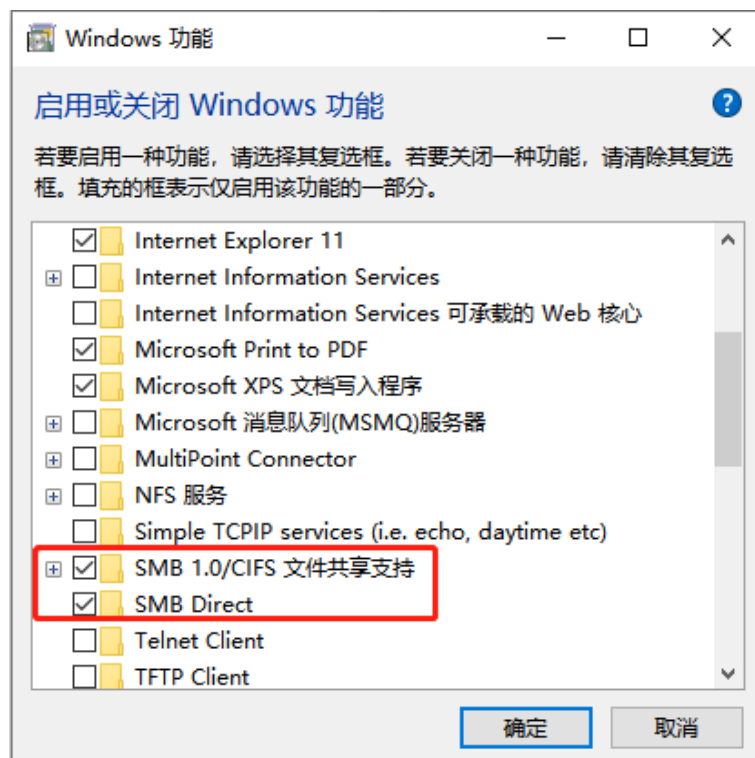 Windows 功能
启用或关闭 Windows 功能
若要启用一种功能，请选择其复选框。若要关闭一种功能，请清除其复选
框。填充的框表示仅启用该功能的一部分。
Internet Explorer 11
Internet Information Services
Internet Information Services 可承载的 Web 核心
Microsoft Print to PDF
Microsoft XPS 文档写入程序
Microsoft 消息队列(MSMQ)服务器
MultiPoint Connector
NFS 服务
Simple TCPIP services (i.e. echo, daytime etc)
SMB 1.0/CIFS 文件共享支持
SMB Direct
Telnet Client
TFTP Client
确定 取消